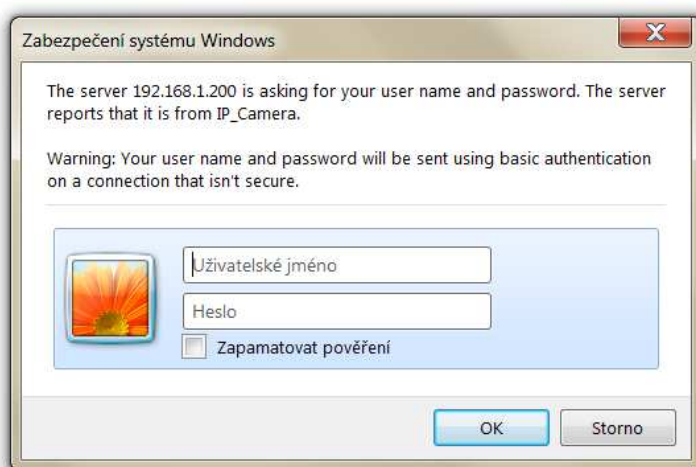 Zabezpečení systému Windows
The server 192.168.1.200 is asking for your user name and password. The server
reports that it is from IP_Camera.
Warning: Your user name and password will be sent using basic authentication
on a connection that isn't secure.
Uživatelské jméno
Heslo
Zapamatovat pověření
OK
Storno